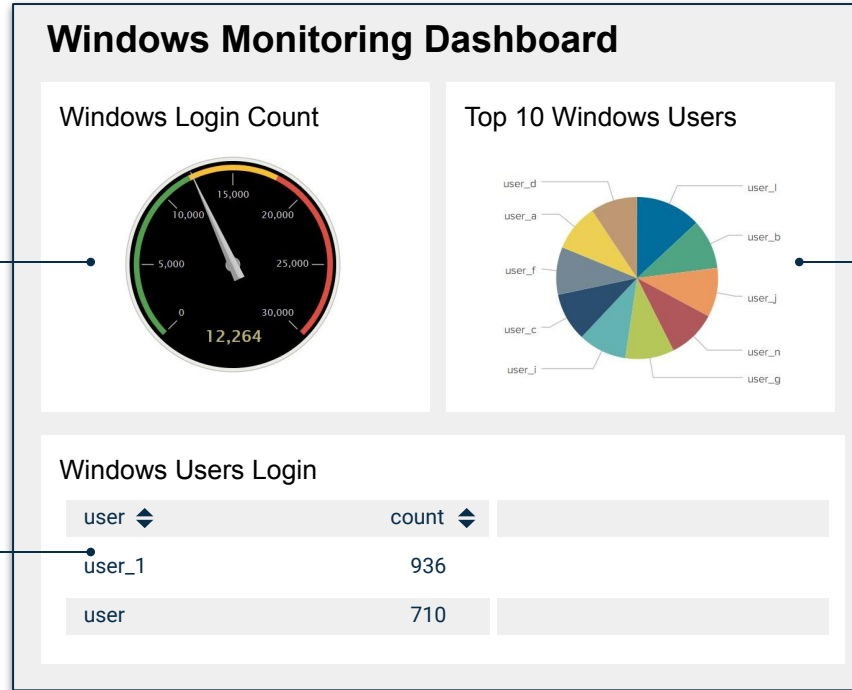 Windows Monitoring Dashboard
Windows Login Count
15,000
10,000
20,000
5,000
25,000
0
30,000
12,264
Top 10 Windows Users
user_d
user_l
user_a
user_b
user_f
user_j
user_c
user_n
user_i
user_g
Windows Users Login
user count
user_1 936
user 710